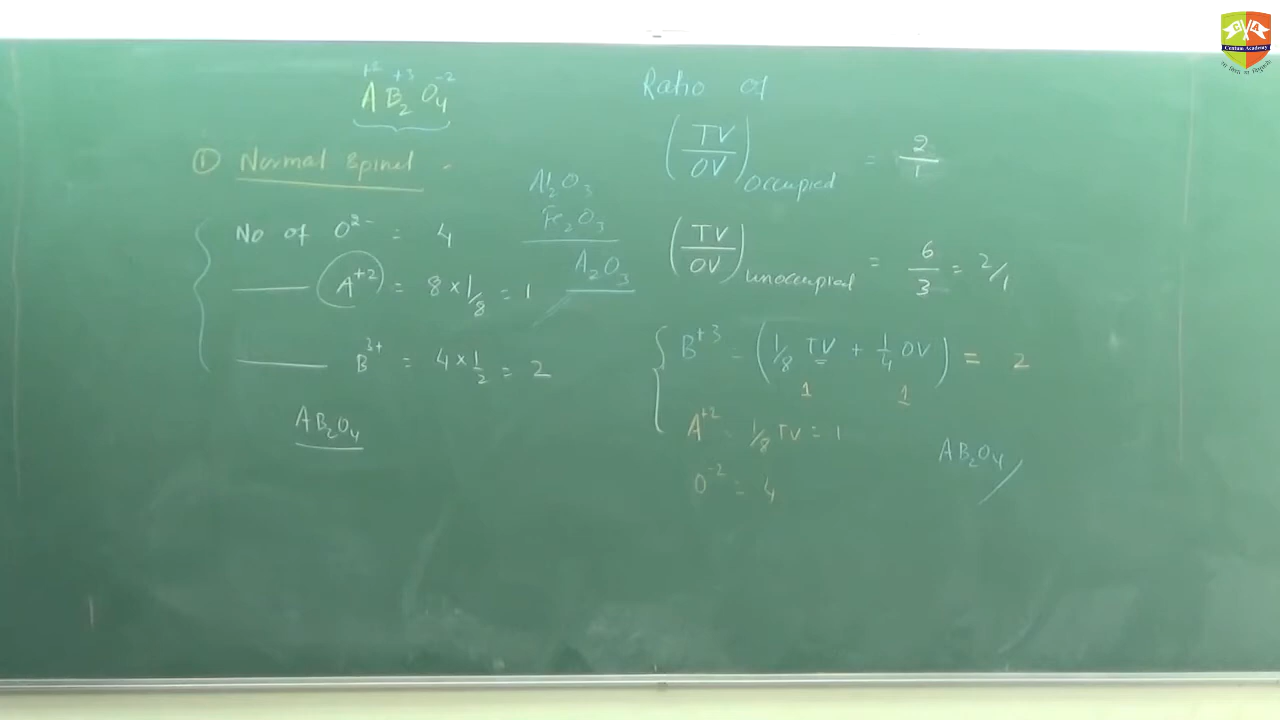 +2 +3 -2
A B₂ O₄
① Normal Spinel -
No of O²⁻ = 4
A⁺² = 8 × 1/8 = 1
B³⁺ = 4 × 1/2 = 2
AB₂O₄
Al₂O₃
Fe₂O₃
A₂O₃
Ratio of
(TV/OV) Occupied = 2/1
(TV/OV) unoccupied = 6/3 = 2/1
B⁺³ = (1/8 TV + 1/4 OV) = 2
1 1
A⁺² = 1/8 TV = 1
O⁻² = 4
AB₂O₄
C V A
Centum Academy